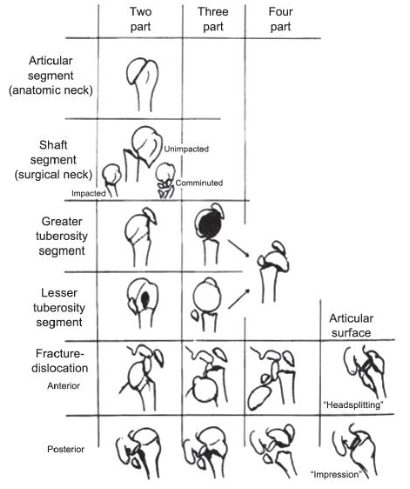 Two Three Four
part part part
Articular
segment
(anatomic neck)
Shaft
segment
(surgical neck)
Unimpacted
Impacted
Comminuted
Greater
tuberosity
segment
Lesser
tuberosity
segment
Articular
surface
Fracture-
dislocation
Anterior
"Headsplitting"
Posterior
"Impression"